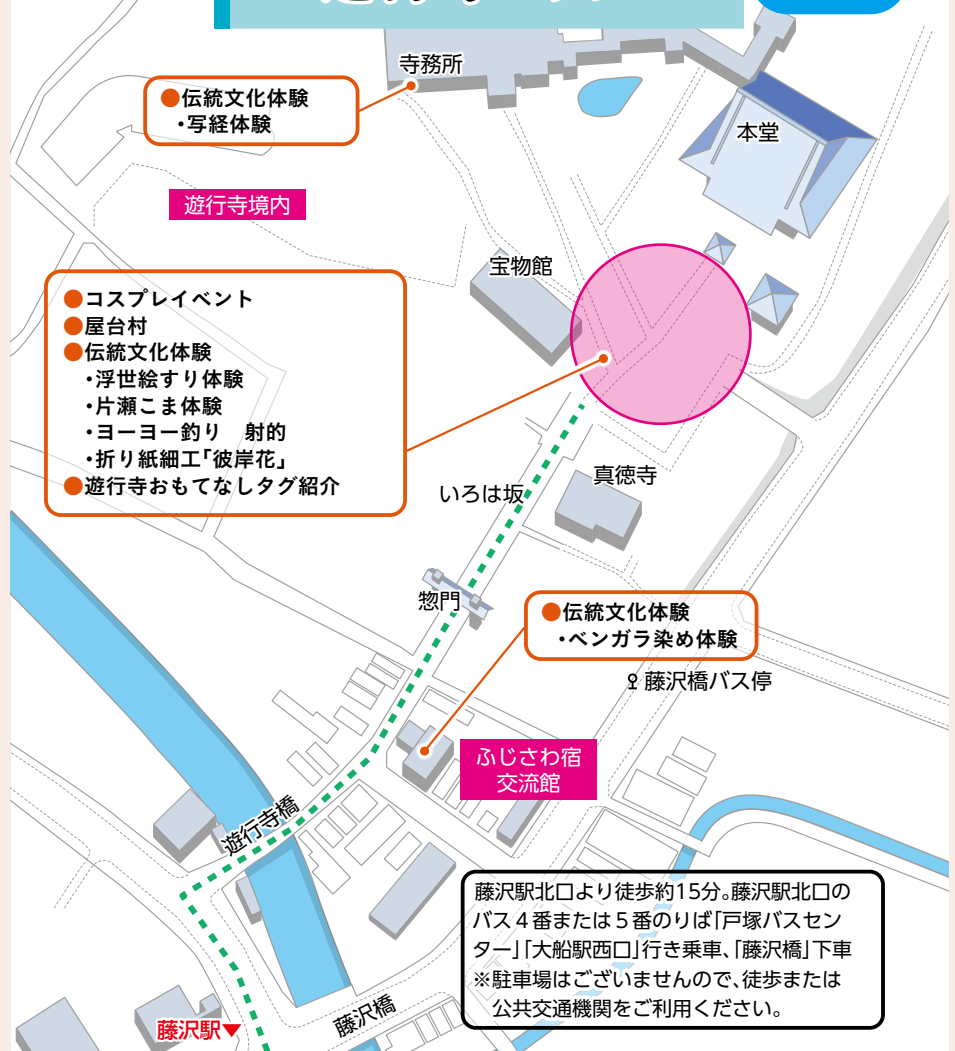 寺務所
●伝統文化体験
・写経体験
本堂
遊行寺境内
宝物館
●コスプレイベント
●屋台村
●伝統文化体験
・浮世絵すり体験
・片瀬こま体験
・ヨーヨー釣り　射的
・折り紙細工「彼岸花」
●遊行寺おもてなしタグ紹介
いろは坂
真徳寺
惣門
●伝統文化体験
・ベンガラ染め体験
藤沢橋バス停
ふじさわ宿
交流館
遊行寺橋
藤沢駅北口より徒歩約15分。藤沢駅北口の
バス４番または５番のりば「戸塚バスセン
ター」「大船駅西口」行き乗車、「藤沢橋」下車
※駐車場はございませんので、徒歩または
公共交通機関をご利用ください。
藤沢橋
藤沢駅▼